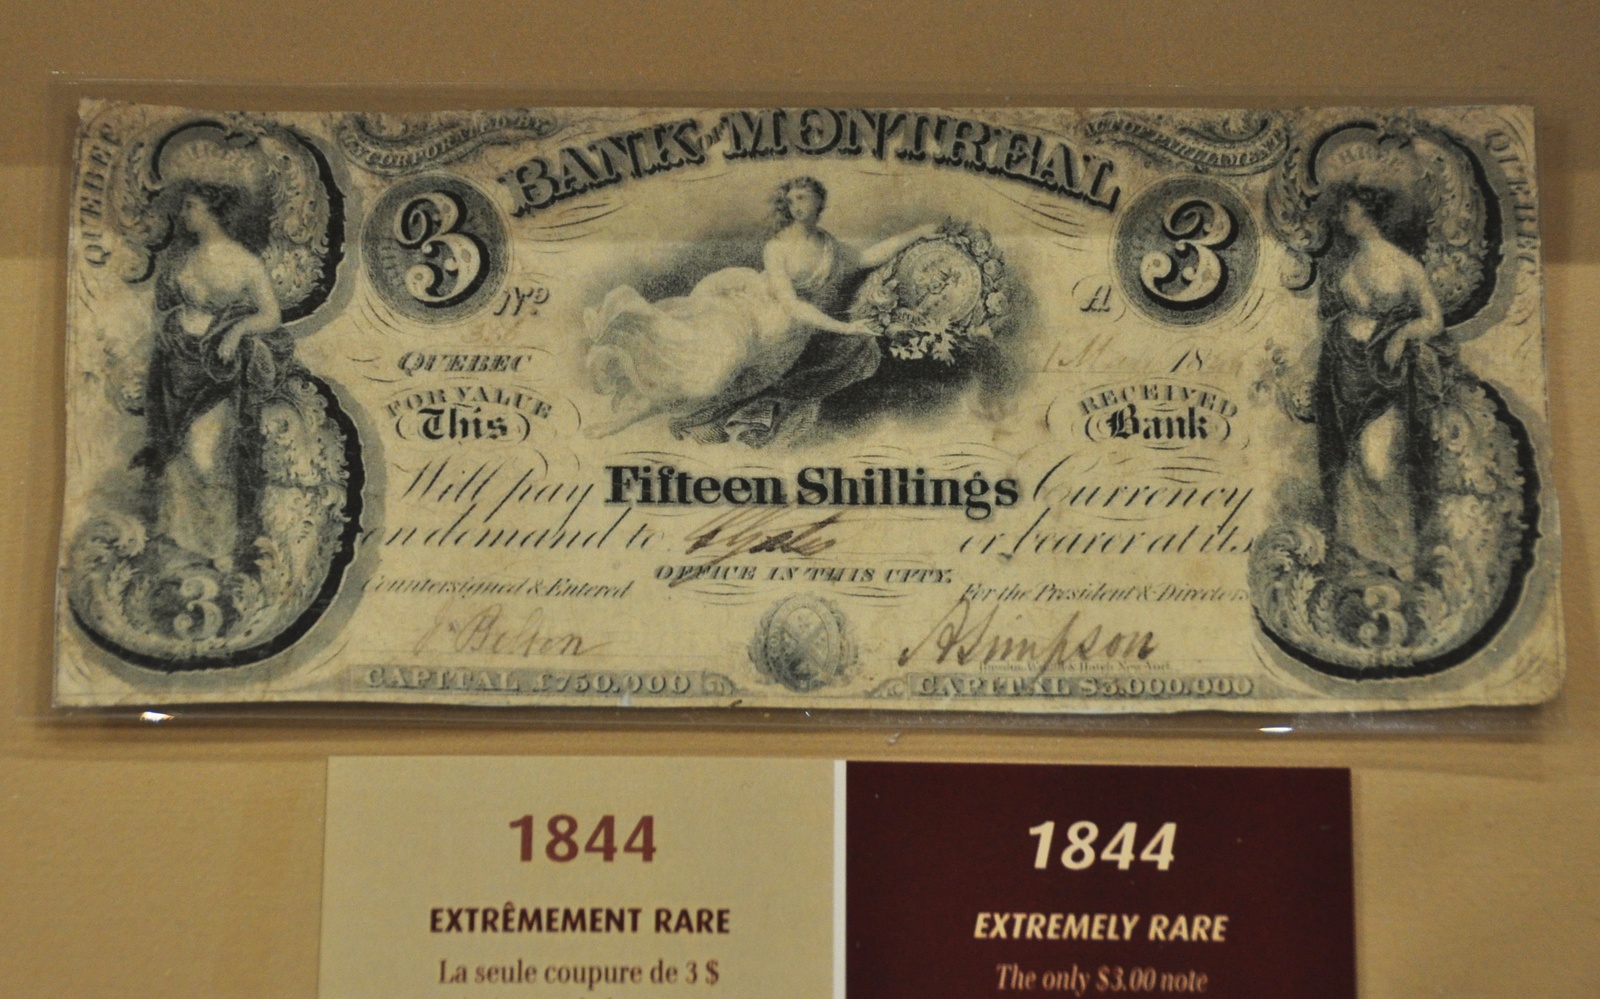 QUEBEC
INCORPORATED BY
BANK OF MONTREAL
ACT OF PARLIAMENT
QUEBEC
3
3
No
A
QUEBEC
18
FOR VALUE
RECEIVED
This
Bank
Will pay Fifteen Shillings Currency
on demand to
or bearer at its
OFFICE IN THIS CITY.
Countersigned & Entered
For the President & Directors
A Simpson
3
3
CAPITAL £750.000
CAPITAL $3.000.000
1844
EXTRÊMEMENT RARE
La seule coupure de 3 $
1844
EXTREMELY RARE
The only $3.00 note